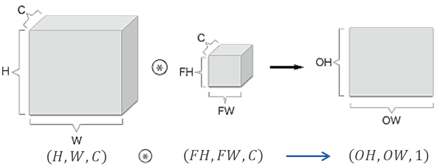 C
H
W
⊛
C
FH
FW
OH
OW
(H, W, C) ⊛ (FH, FW, C) ⟶ (OH, OW, 1)